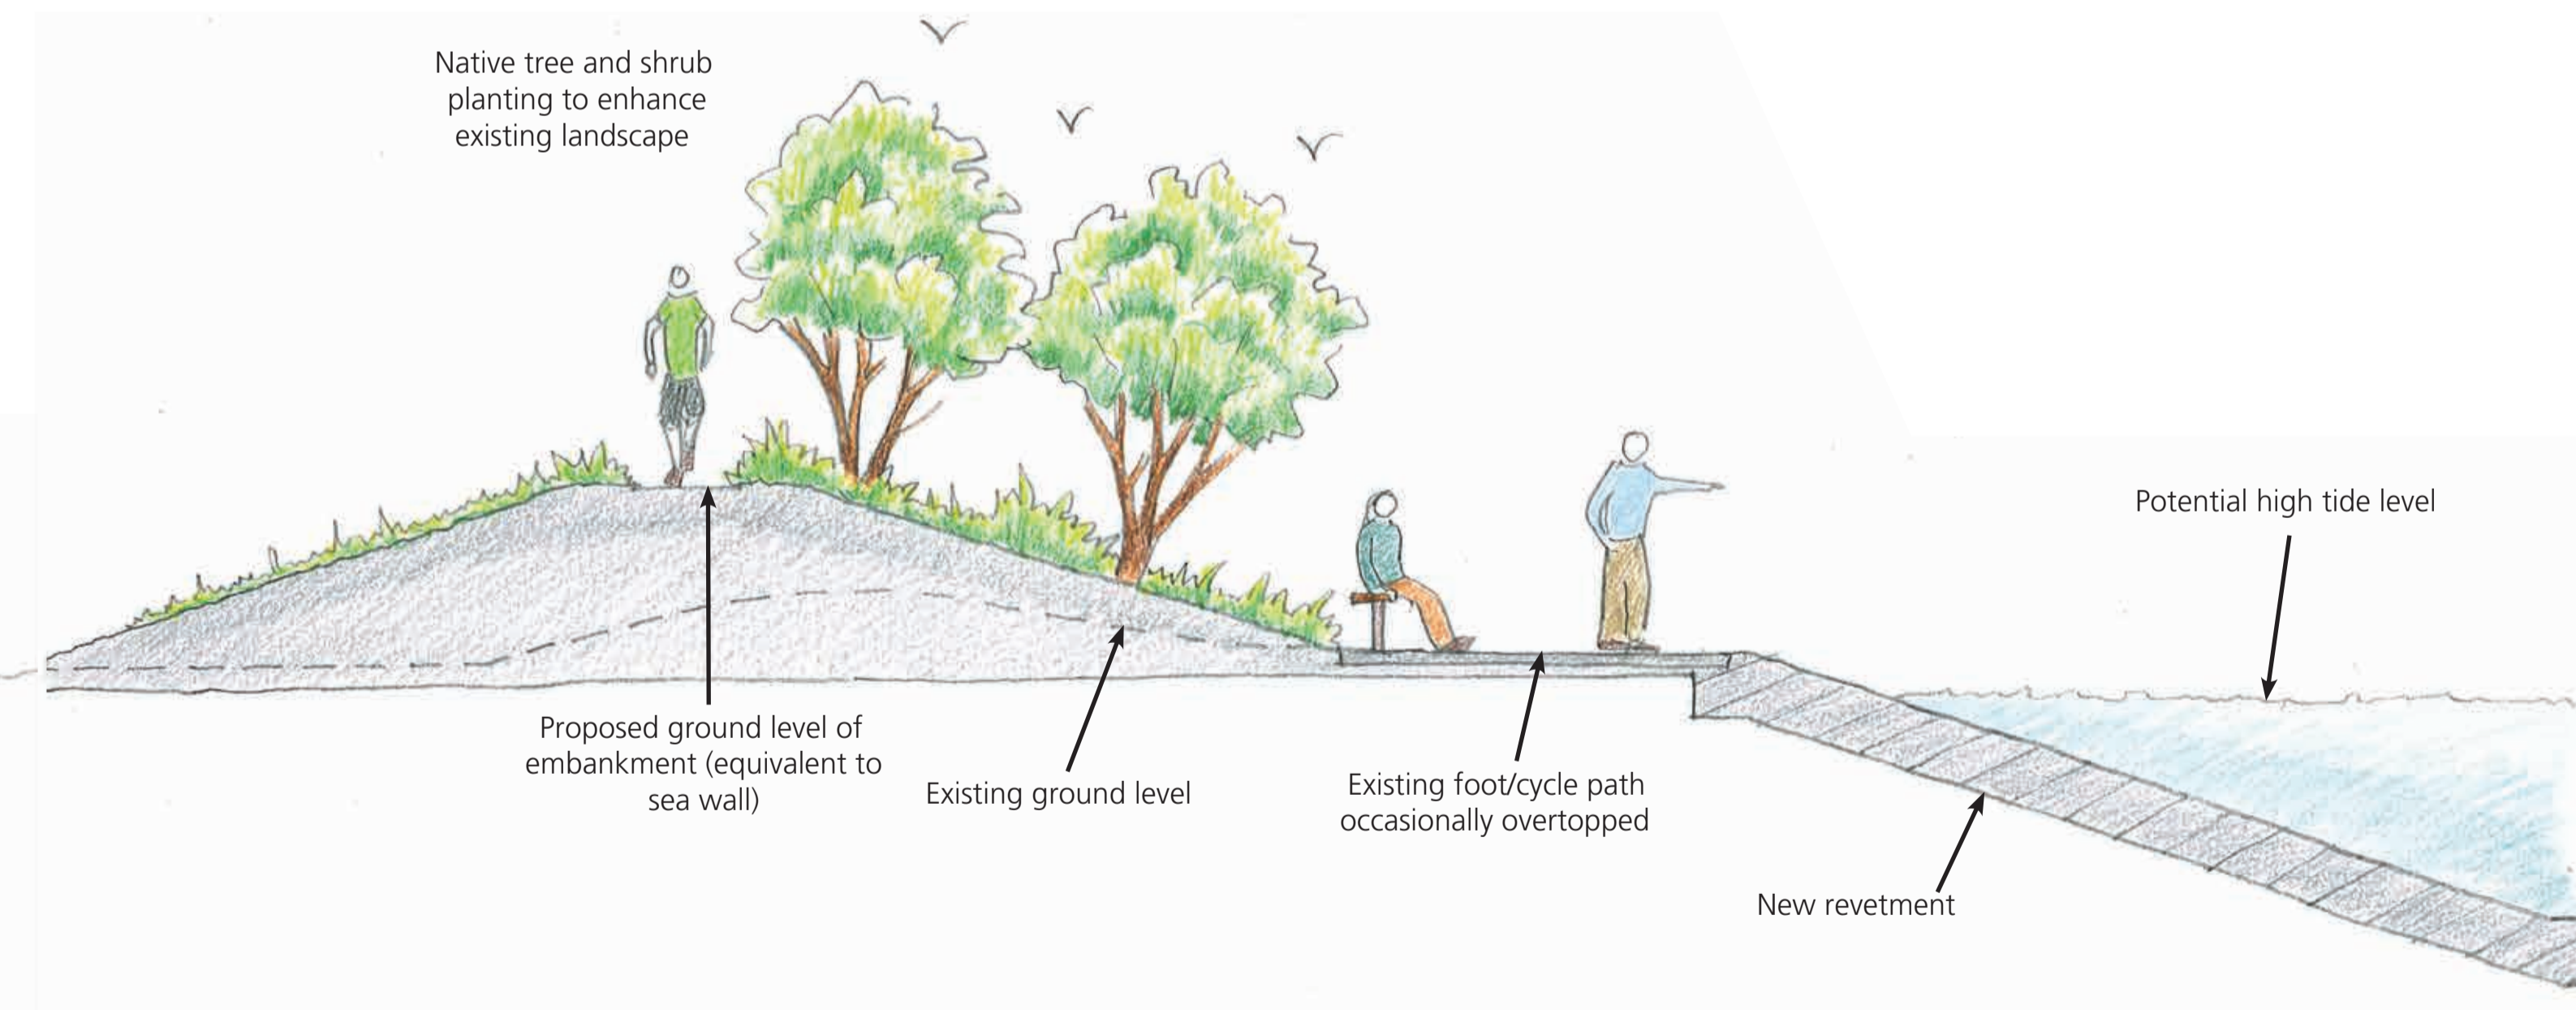 Native tree and shrub
planting to enhance
existing landscape
Potential high tide level
Proposed ground level of
embankment (equivalent to
sea wall)
Existing ground level
Existing foot/cycle path
occasionally overtopped
New revetment